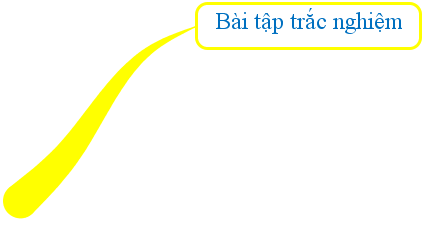 Bài tập trắc nghiệm